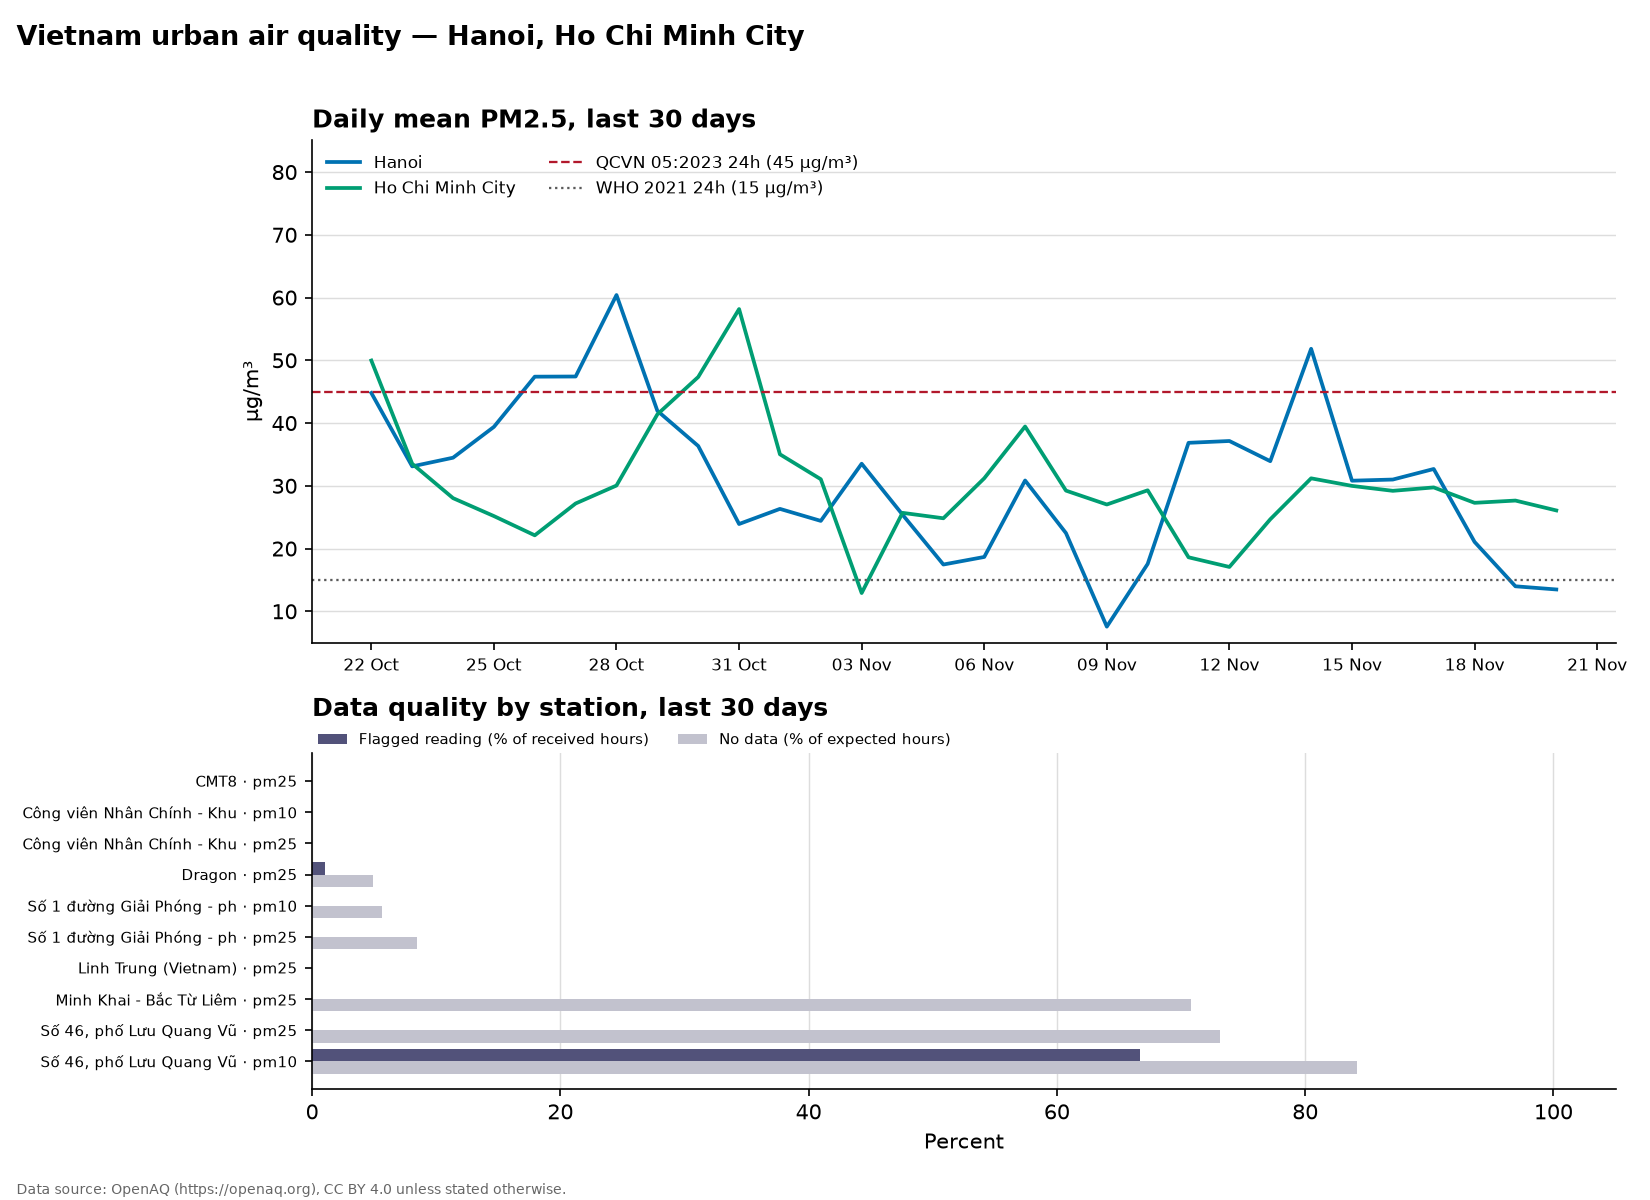 Vietnam urban air quality — Hanoi, Ho Chi Minh City
Daily mean PM2.5, last 30 days
Hanoi
Ho Chi Minh City
QCVN 05:2023 24h (45 µg/m³)
WHO 2021 24h (15 µg/m³)
µg/m³
80
70
60
50
40
30
20
10
22 Oct
25 Oct
28 Oct
31 Oct
03 Nov
06 Nov
09 Nov
12 Nov
15 Nov
18 Nov
21 Nov
Data quality by station, last 30 days
Flagged reading (% of received hours)
No data (% of expected hours)
CMT8 · pm25
Công viên Nhân Chính - Khu · pm10
Công viên Nhân Chính - Khu · pm25
Dragon · pm25
Số 1 đường Giải Phóng - ph · pm10
Số 1 đường Giải Phóng - ph · pm25
Linh Trung (Vietnam) · pm25
Minh Khai - Bắc Từ Liêm · pm25
Số 46, phố Lưu Quang Vũ · pm25
Số 46, phố Lưu Quang Vũ · pm10
0
20
40
60
80
100
Percent
Data source: OpenAQ (https://openaq.org), CC BY 4.0 unless stated otherwise.